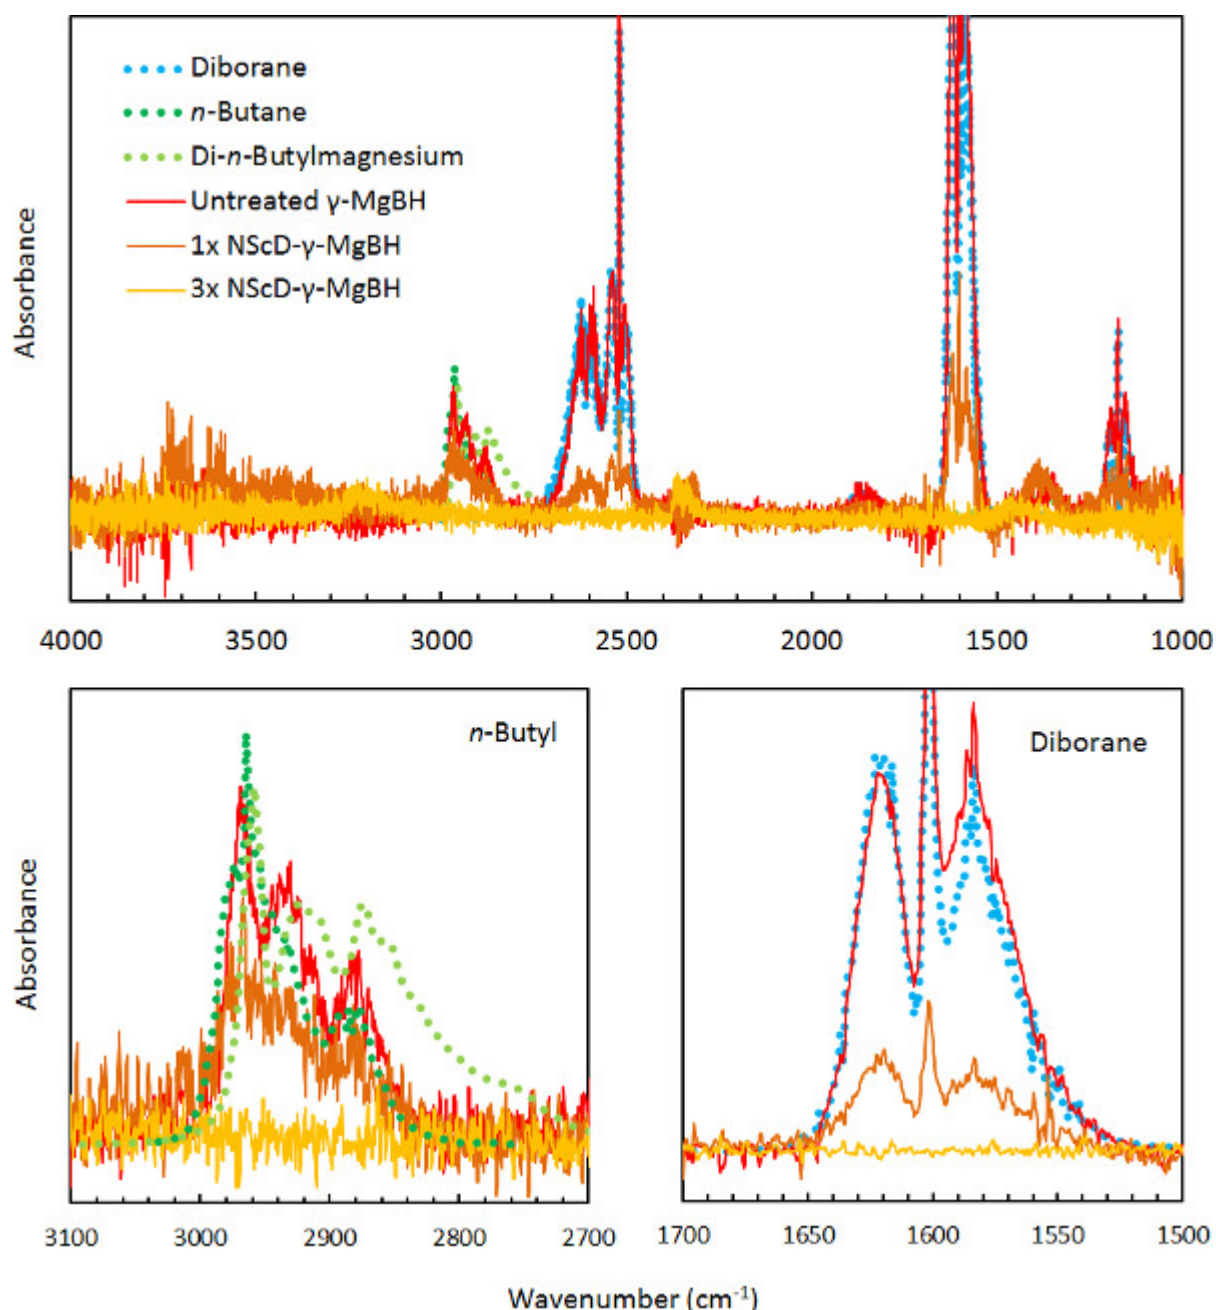 Diborane
n-Butane
Di-n-Butylmagnesium
Untreated γ-MgBH
1x NScD-γ-MgBH
3x NScD-γ-MgBH
Absorbance
4000 3500 3000 2500 2000 1500 1000
n-Butyl
Diborane
Absorbance
3100 3000 2900 2800 2700
1700 1650 1600 1550 1500
Wavenumber (cm⁻¹)